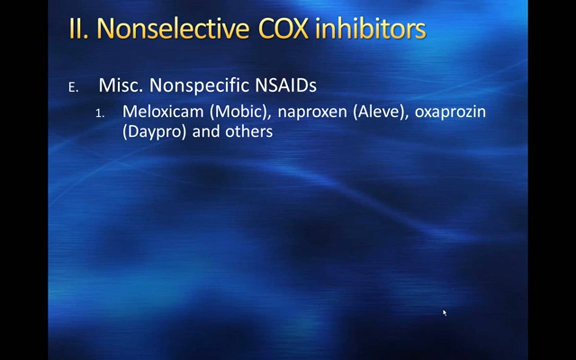 II. Nonselective COX inhibitors
E. Misc. Nonspecific NSAIDs
1. Meloxicam (Mobic), naproxen (Aleve), oxaprozin
(Daypro) and others